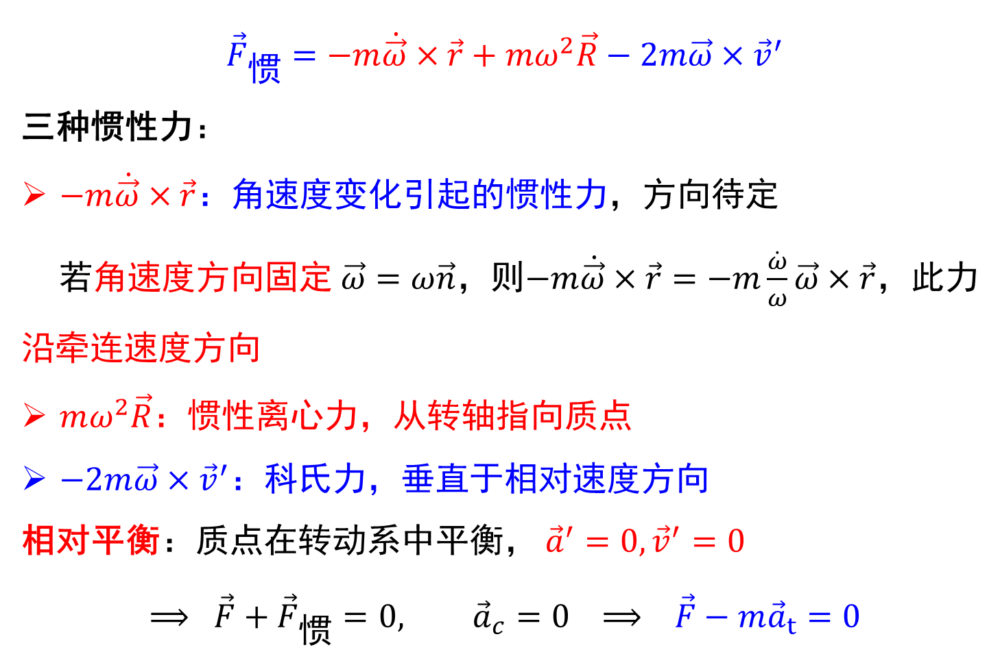 $\vec{F}_{惯} = -m\dot{\vec{\omega}} \times \vec{r} + m\omega^2\vec{R} - 2m\vec{\omega} \times \vec{v}'$
三种惯性力：
➢ $-m\dot{\vec{\omega}} \times \vec{r}$：角速度变化引起的惯性力，方向待定
若角速度方向固定 $\vec{\omega} = \omega\vec{n}$，则$-m\dot{\vec{\omega}} \times \vec{r} = -m\frac{\dot{\omega}}{\omega}\vec{\omega} \times \vec{r}$，此力
沿牵连速度方向
➢ $m\omega^2\vec{R}$：惯性离心力，从转轴指向质点
➢ $-2m\vec{\omega} \times \vec{v}'$：科氏力，垂直于相对速度方向
相对平衡：质点在转动系中平衡， $\vec{a}' = 0, \vec{v}' = 0$
$\Longrightarrow \vec{F} + \vec{F}_{惯} = 0, \quad \vec{a}_c = 0 \Longrightarrow \vec{F} - m\vec{a}_{\mathrm{t}} = 0$